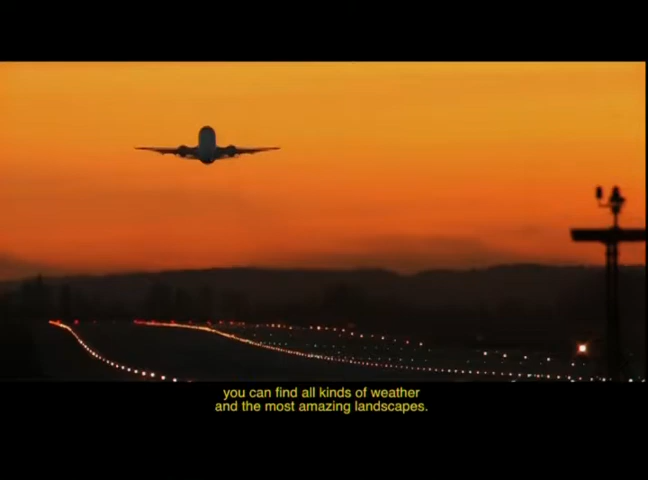 you can find all kinds of weather
and the most amazing landscapes.